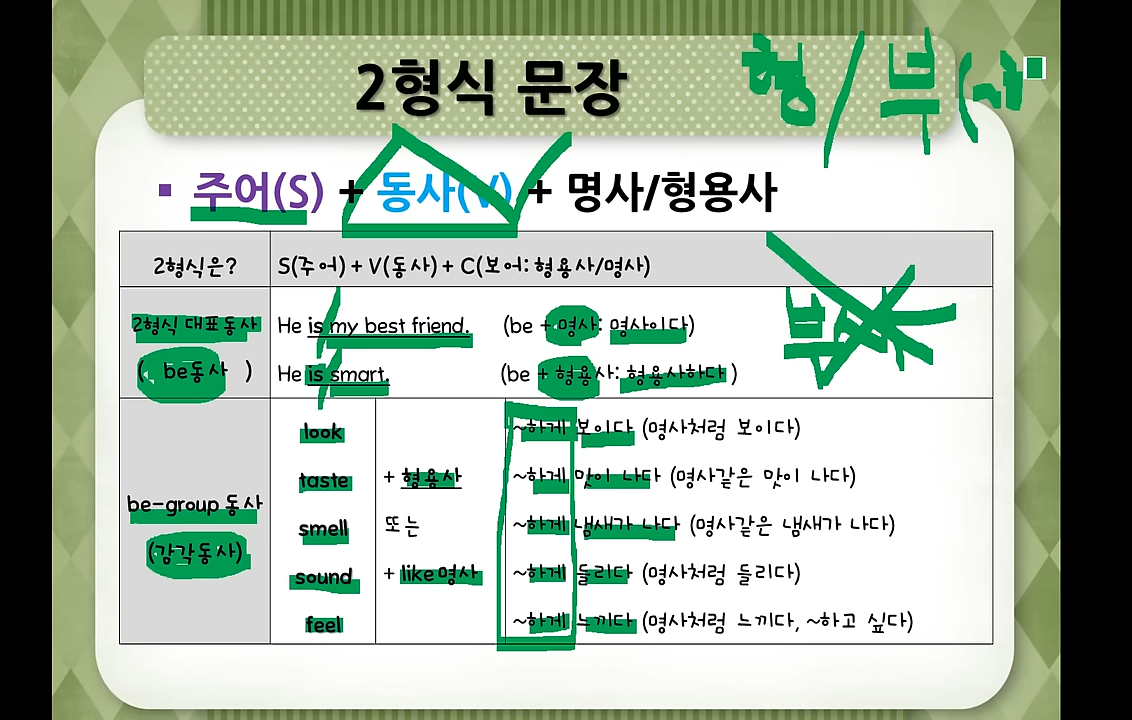 2형식 문장
형/부사
▪ 주어(S) + 동사(V) + 명사/형용사
2형식은?
S(주어) + V(동사) + C(보어: 형용사/명사)
2형식 대표동사
( be동사 )
He is my best friend. (be + 명사: 명사이다)
He is smart. (be + 형용사: 형용사하다)
be-group 동사
(감각동사)
look
taste
smell
sound
feel
+ 형용사
또는
+ like 명사
~하게 보이다 (명사처럼 보이다)
~하게 맛이 나다 (명사같은 맛이 나다)
~하게 냄새가 나다 (명사같은 냄새가 나다)
~하게 들리다 (명사처럼 들리다)
~하게 느끼다 (명사처럼 느끼다, ~하고 싶다)